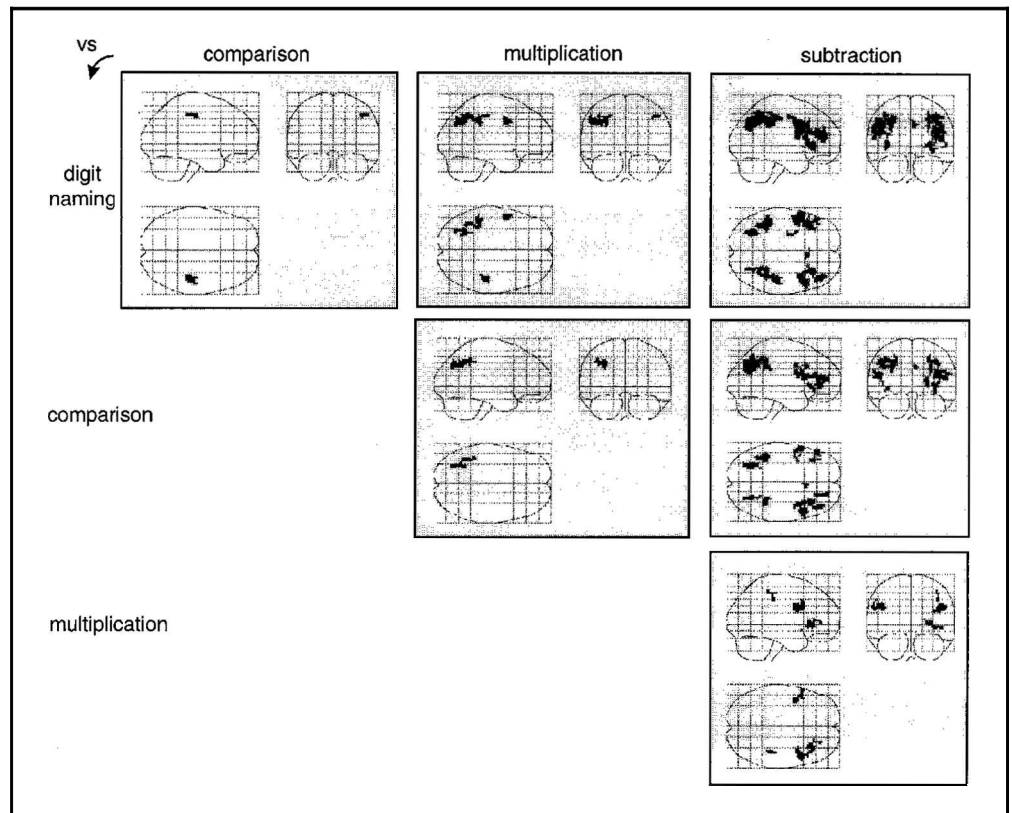 vs
comparison
multiplication
subtraction
digit
naming
comparison
multiplication